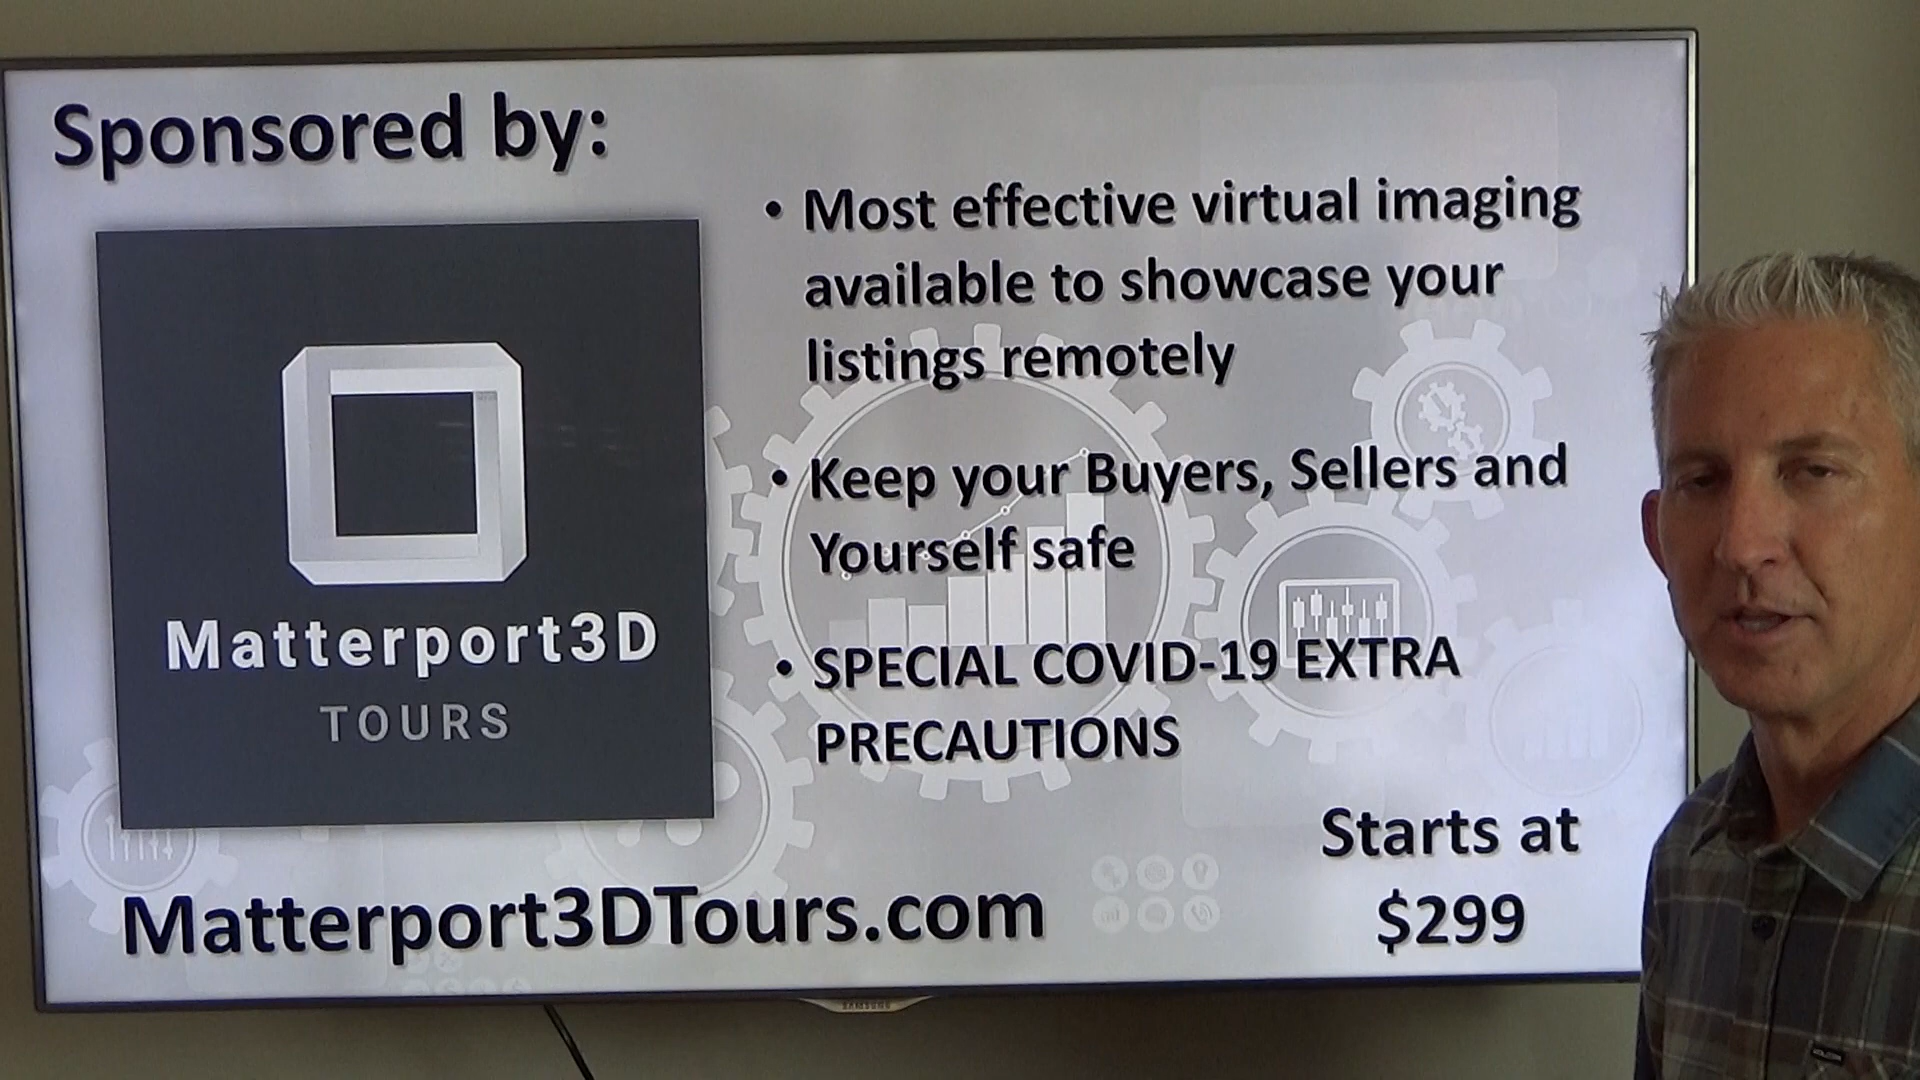 Sponsored by:
Matterport3D
TOURS
• Most effective virtual imaging
available to showcase your
listings remotely
• Keep your Buyers, Sellers and
Yourself safe
• SPECIAL COVID-19 EXTRA
PRECAUTIONS
Matterport3DTours.com
Starts at
$299
SAMSUNG